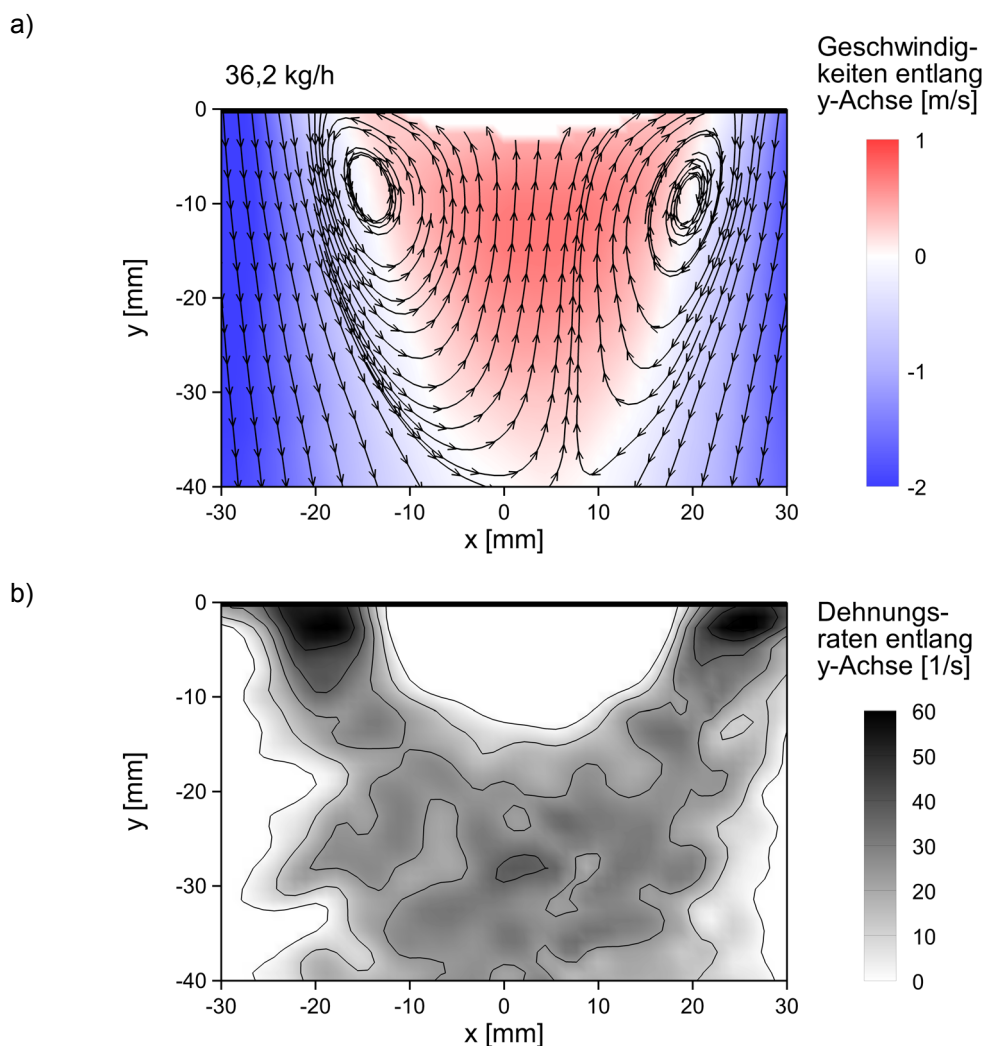 a)
36,2 kg/h
Geschwindig-
keiten entlang
y-Achse [m/s]
0
-10
-20
-30
-40
y [mm]
-30
-20
-10
0
10
20
30
x [mm]
1
0
-1
-2
b)
Dehnungs-
raten entlang
y-Achse [1/s]
0
-10
-20
-30
-40
y [mm]
-30
-20
-10
0
10
20
30
x [mm]
60
50
40
30
20
10
0